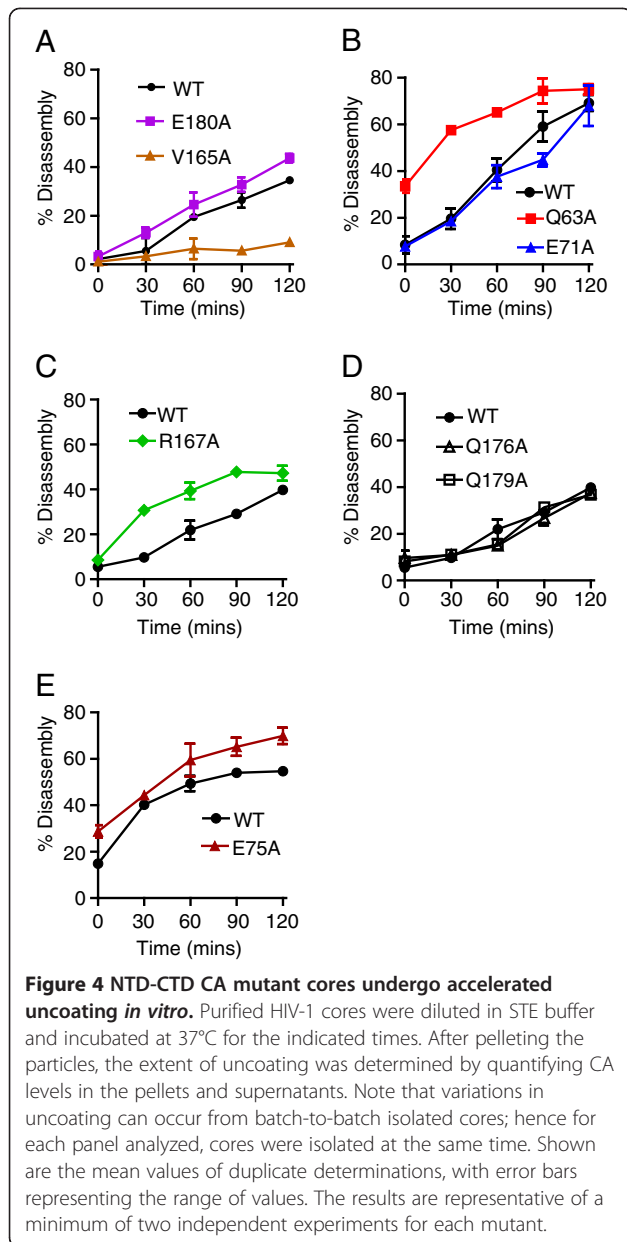 A
80
60
40
20
0
% Disassembly
WT
E180A
V165A
0 30 60 90 120
Time (mins)
B
80
60
40
20
0
% Disassembly
WT
Q63A
E71A
0 30 60 90 120
Time (mins)
C
80
60
40
20
0
% Disassembly
WT
R167A
0 30 60 90 120
Time (mins)
D
80
60
40
20
0
% Disassembly
WT
Q176A
Q179A
0 30 60 90 120
Time (mins)
E
80
60
40
20
0
% Disassembly
WT
E75A
0 30 60 90 120
Time (mins)
Figure 4 NTD-CTD CA mutant cores undergo accelerated
uncoating in vitro. Purified HIV-1 cores were diluted in STE buffer
and incubated at 37°C for the indicated times. After pelleting the
particles, the extent of uncoating was determined by quantifying CA
levels in the pellets and supernatants. Note that variations in
uncoating can occur from batch-to-batch isolated cores; hence for
each panel analyzed, cores were isolated at the same time. Shown
are the mean values of duplicate determinations, with error bars
representing the range of values. The results are representative of a
minimum of two independent experiments for each mutant.